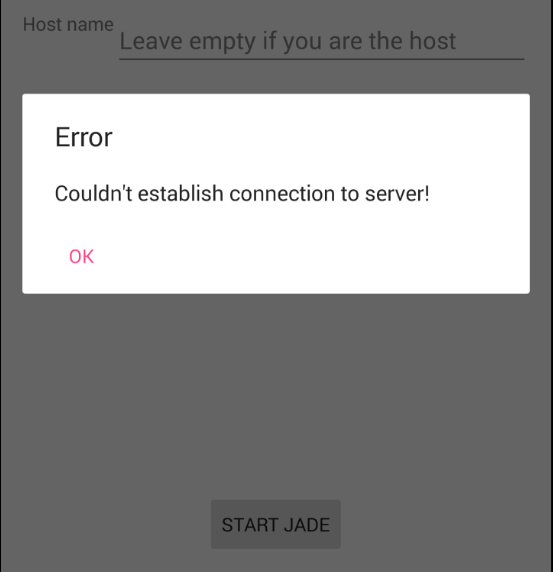 Host name
Leave empty if you are the host
Error
Couldn't establish connection to server!
OK
START JADE